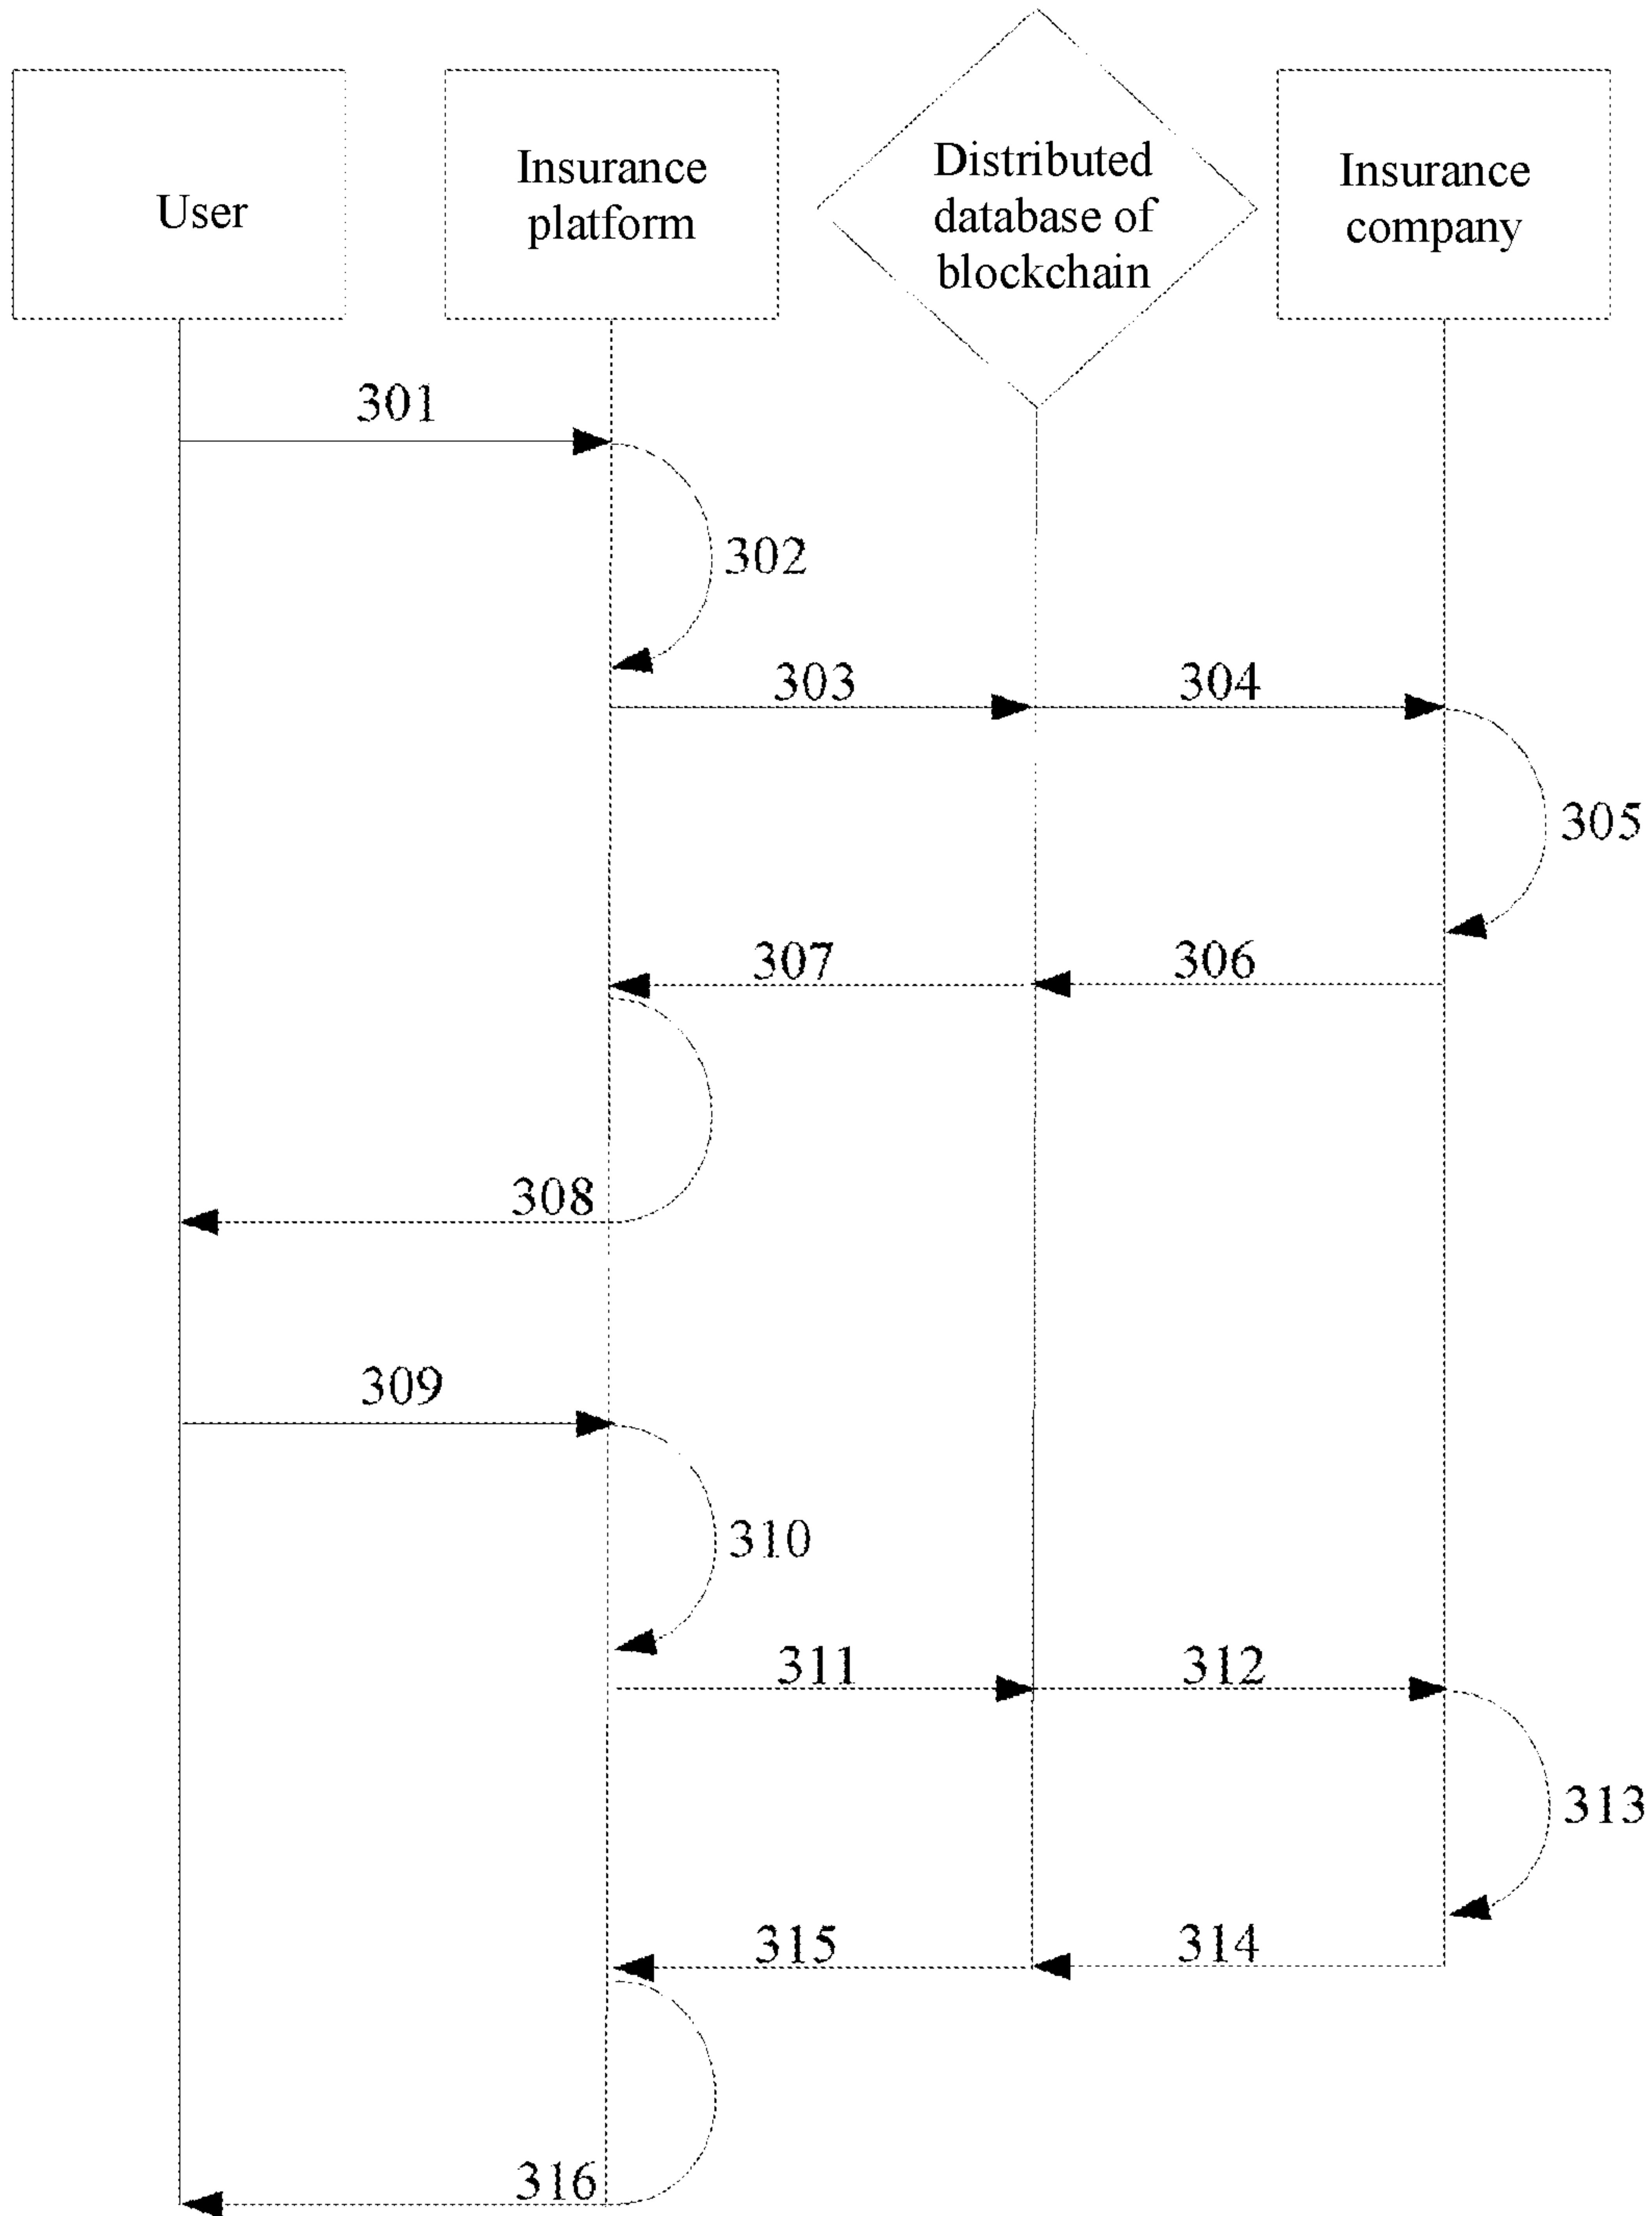 User
Insurance
platform
Distributed
database of
blockchain
Insurance
company
301
302
303
304
305
307
306
308
309
310
311
312
313
315
314
316